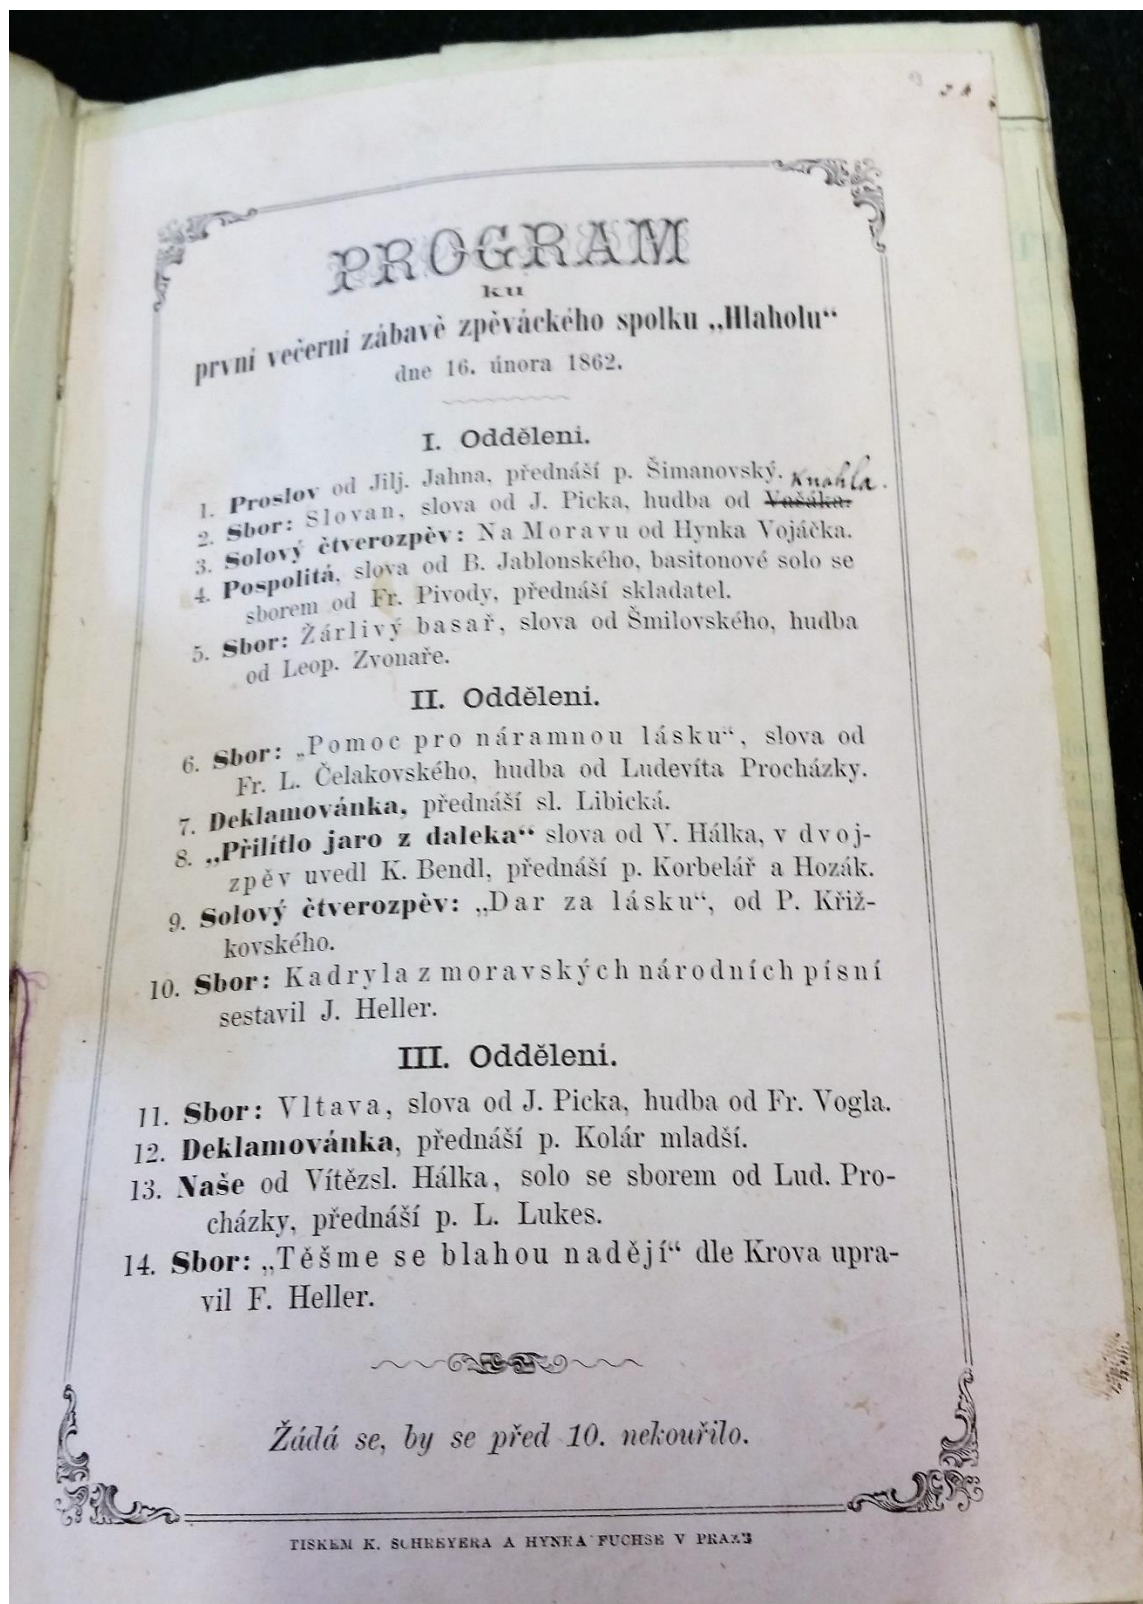 PROGRAM
ku
první večerní zábavě zpěváckého spolku „Hlaholu“
dne 16. února 1862.
I. Oddělení.
1. Proslov od Jilj. Jahna, přednáší p. Šimanovský.
Knahla.
2. Sbor: Slovan, slova od J. Picka, hudba od Vašáka.
3. Solový čtverozpěv: Na Moravu od Hynka Vojáčka.
4. Pospolitá, slova od B. Jablonského, basitonové solo se
sborem od Fr. Pivody, přednáší skladatel.
5. Sbor: Žárlivý basař, slova od Šmilovského, hudba
od Leop. Zvonaře.
II. Oddělení.
6. Sbor: „Pomoc pro náramnou lásku“, slova od
Fr. L. Čelakovského, hudba od Ludevíta Procházky.
7. Deklamovánka, přednáší sl. Libická.
8. „Přilítlo jaro z daleka“ slova od V. Hálka, v dvoj-
zpěv uvedl K. Bendl, přednáší p. Korbelář a Hozák.
9. Solový čtverozpěv: „Dar za lásku“, od P. Křiž-
kovského.
10. Sbor: Kadryla z moravských národních písní
sestavil J. Heller.
III. Oddělení.
11. Sbor: Vltava, slova od J. Picka, hudba od Fr. Vogla.
12. Deklamovánka, přednáší p. Kolár mladší.
13. Naše od Vítězsl. Hálka, solo se sborem od Lud. Pro-
cházky, přednáší p. L. Lukes.
14. Sbor: „Těšme se blahou nadějí“ dle Krova upra-
vil F. Heller.
Žádá se, by se před 10. nekouřilo.
TISKEM K. SCHREYERA A HYNKA FUCHSE V PRAZE